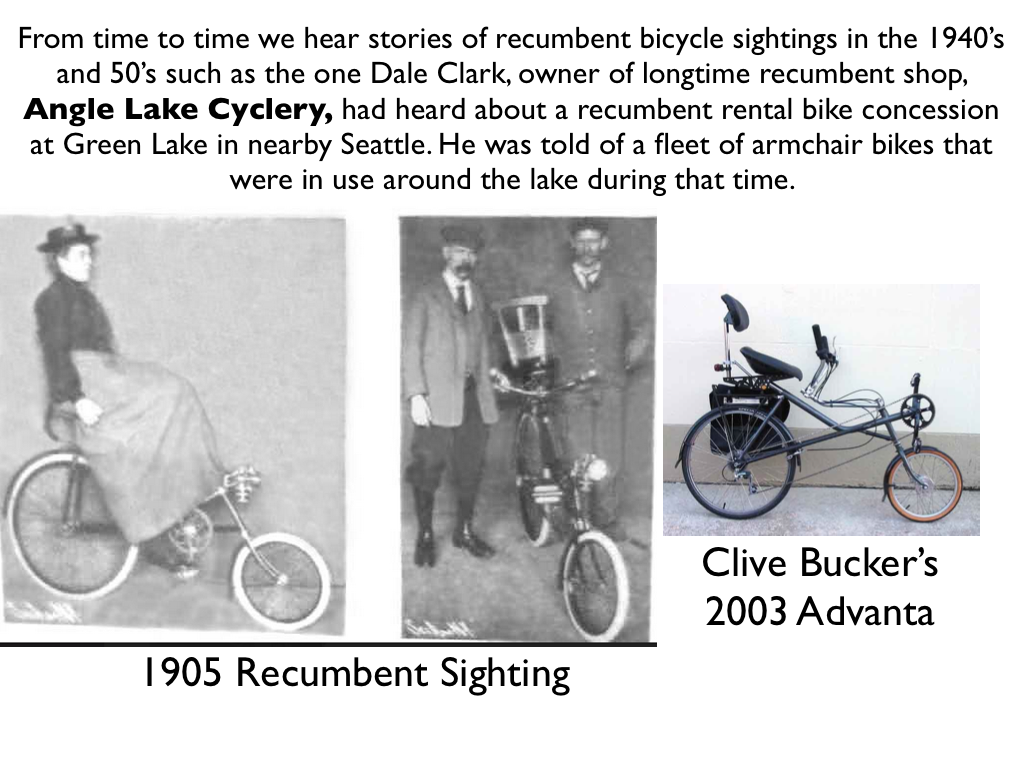 From time to time we hear stories of recumbent bicycle sightings in the 1940’s
and 50’s such as the one Dale Clark, owner of longtime recumbent shop,
Angle Lake Cyclery, had heard about a recumbent rental bike concession
at Green Lake in nearby Seattle. He was told of a fleet of armchair bikes that
were in use around the lake during that time.
Clive Bucker’s
2003 Advanta
1905 Recumbent Sighting